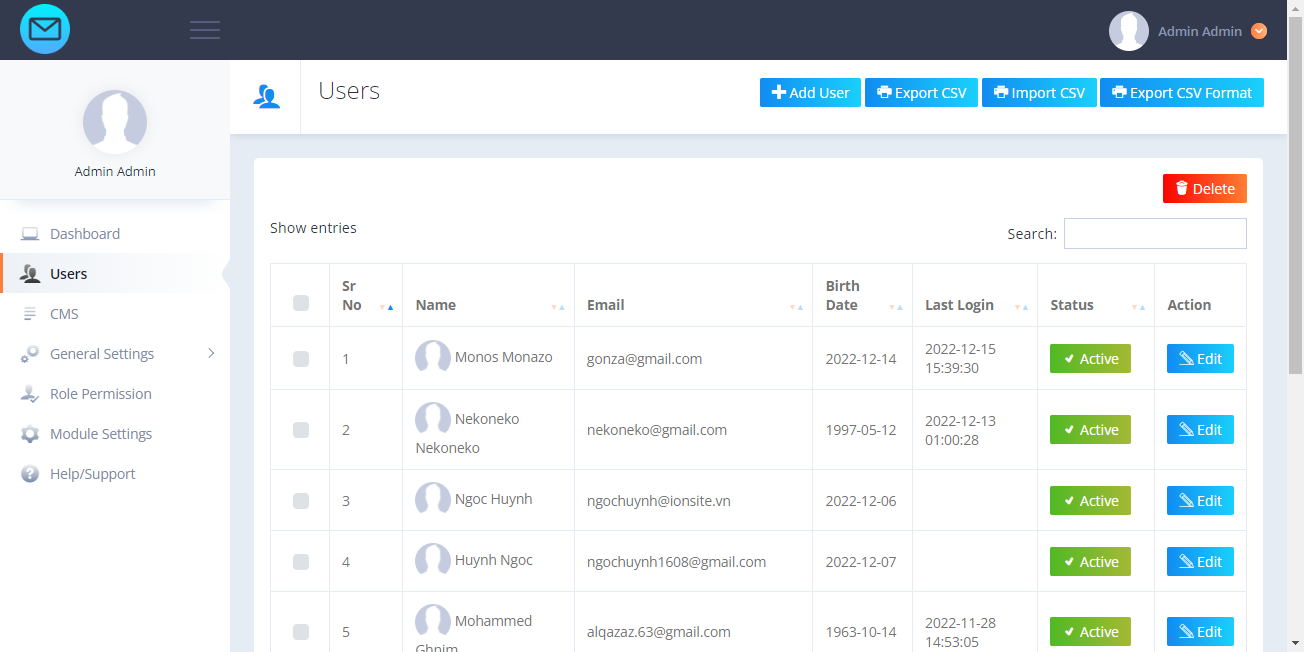 Admin Admin
Admin Admin
Dashboard
Users
CMS
General Settings
Role Permission
Module Settings
Help/Support
Users
Add User
Export CSV
Import CSV
Export CSV Format
Delete
Show entries
Search:
Sr No Name Email Birth Date Last Login Status Action
1 Monos Monazo gonza@gmail.com 2022-12-14 2022-12-15 15:39:30 Active Edit
2 Nekoneko Nekoneko nekoneko@gmail.com 1997-05-12 2022-12-13 01:00:28 Active Edit
3 Ngoc Huynh ngochuynh@ionsite.vn 2022-12-06 Active Edit
4 Huynh Ngoc ngochuynh1608@gmail.com 2022-12-07 Active Edit
5 Mohammed Ghnim alqazaz.63@gmail.com 1963-10-14 2022-11-28 14:53:05 Active Edit